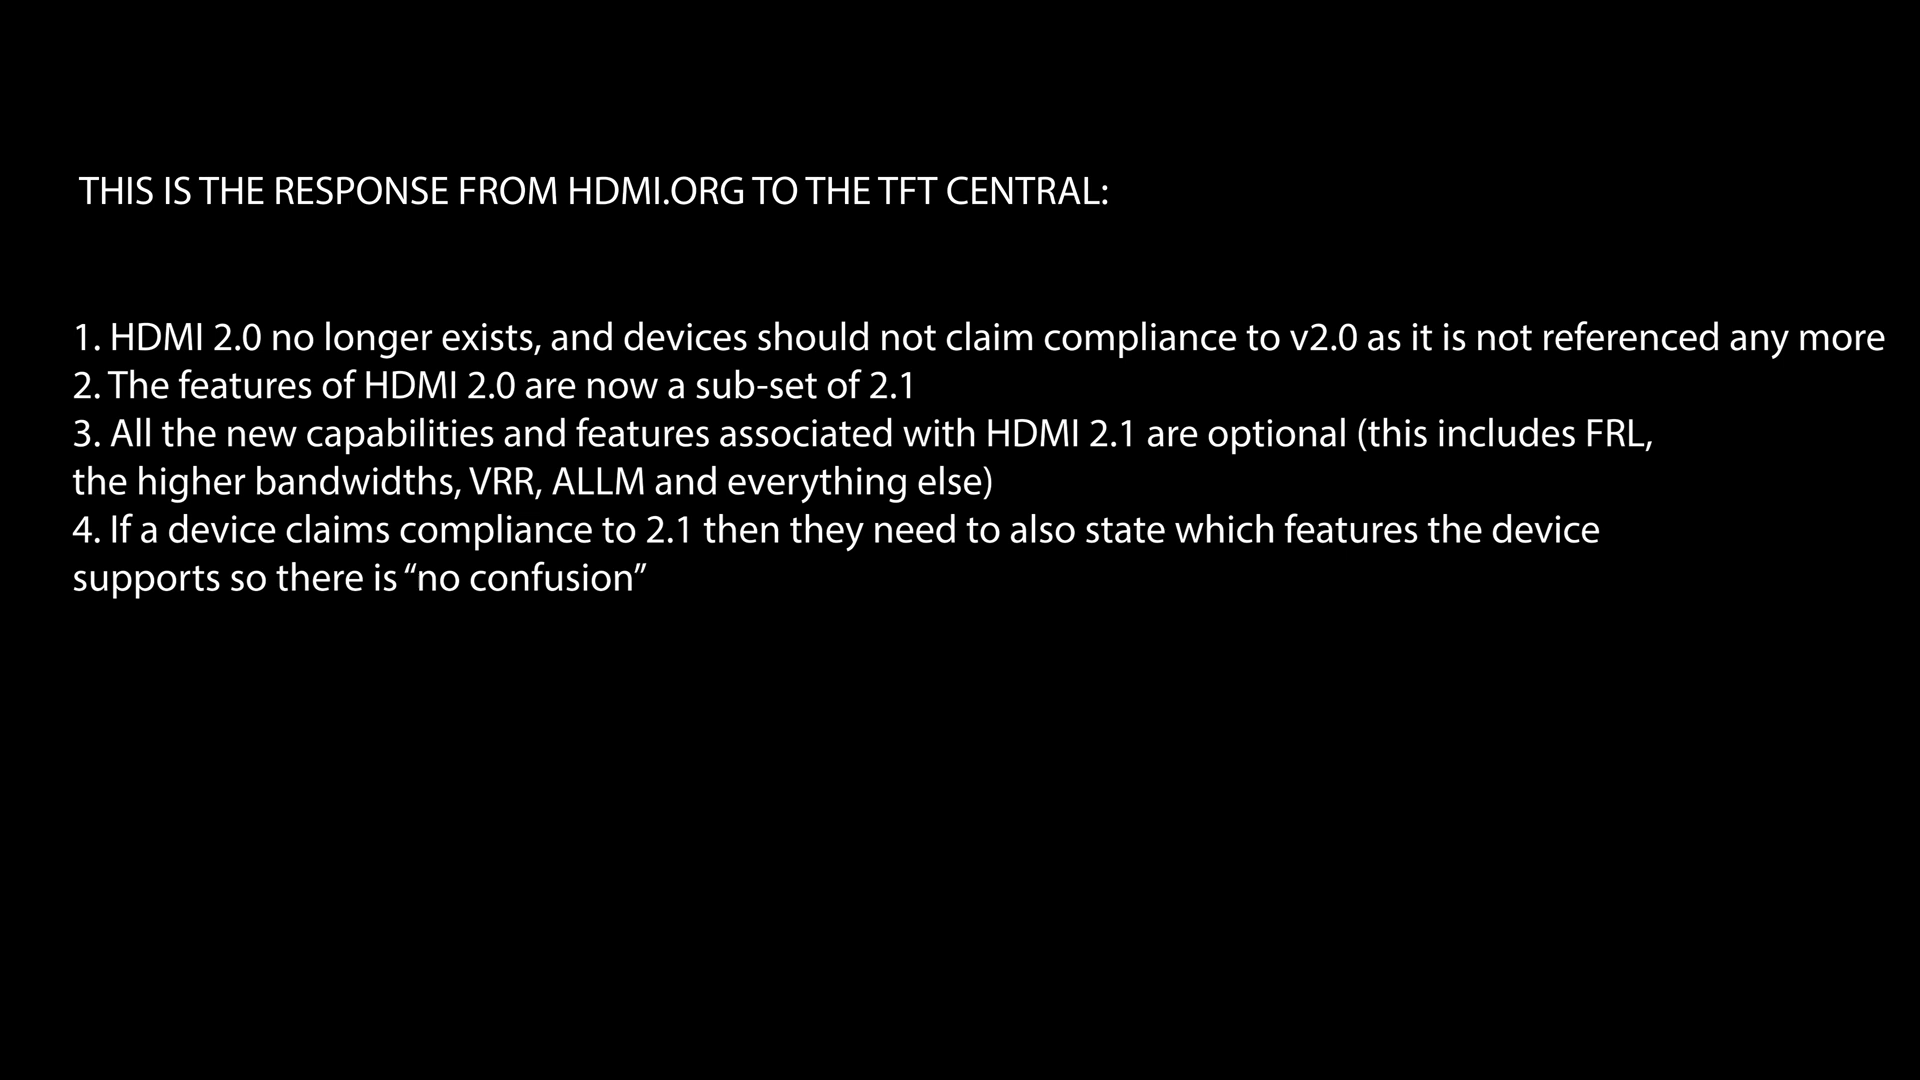 THIS IS THE RESPONSE FROM HDMI.ORG TO THE TFT CENTRAL:
1. HDMI 2.0 no longer exists, and devices should not claim compliance to v2.0 as it is not referenced any more
2. The features of HDMI 2.0 are now a sub-set of 2.1
3. All the new capabilities and features associated with HDMI 2.1 are optional (this includes FRL,
the higher bandwidths, VRR, ALLM and everything else)
4. If a device claims compliance to 2.1 then they need to also state which features the device
supports so there is “no confusion”